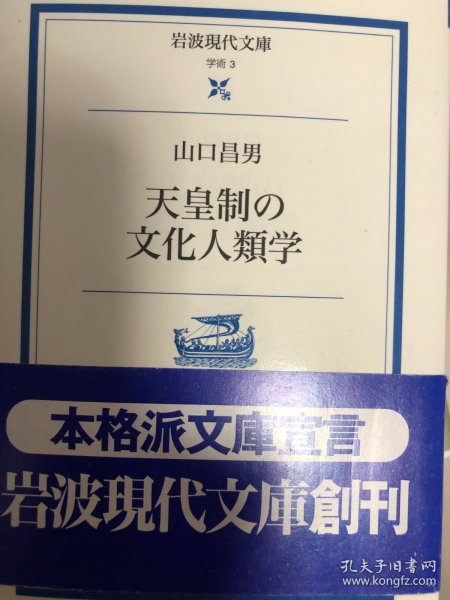 岩波現代文庫
学術 3
山口昌男
天皇制の
文化人類学
本格派文庫宣言
岩波現代文庫創刊
孔夫子旧书网
www.kongfz.com